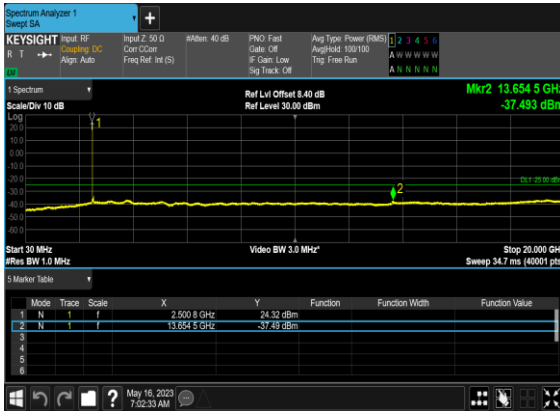 Spectrum Analyzer 1
Swept SA
+
KEYSIGHT
R T
Input: RF
Coupling: DC
Align: Auto
Input Z: 50 Ω
Corr CCorr
Freq Ref: Int (S)
#Atten: 40 dB
PNO: Fast
Gate: Off
IF Gain: Low
Sig Track: Off
Avg Type: Power (RMS)
Avg|Hold: 100/100
Trig: Free Run
1 2 3 4 5 6
A W W W W W
A N N N N N
1 Spectrum
Scale/Div 10 dB
Ref Lvl Offset 8.40 dB
Ref Level 30.00 dBm
Mkr2 13.654 5 GHz
-37.493 dBm
Log
20.0
10.0
0.00
-10.0
-20.0
-30.0
-40.0
-50.0
-60.0
1
2
DL1 -25.00 dBm
Start 30 MHz
#Res BW 1.0 MHz
Video BW 3.0 MHz*
Stop 20.000 GHz
Sweep 34.7 ms (40001 pts)
5 Marker Table
Mode Trace Scale X Y Function Function Width Function Value
1 N 1 f 2.500 8 GHz 24.32 dBm
2 N 1 f 13.654 5 GHz -37.49 dBm
3
4
5
6
? May 16, 2023
7:02:33 AM